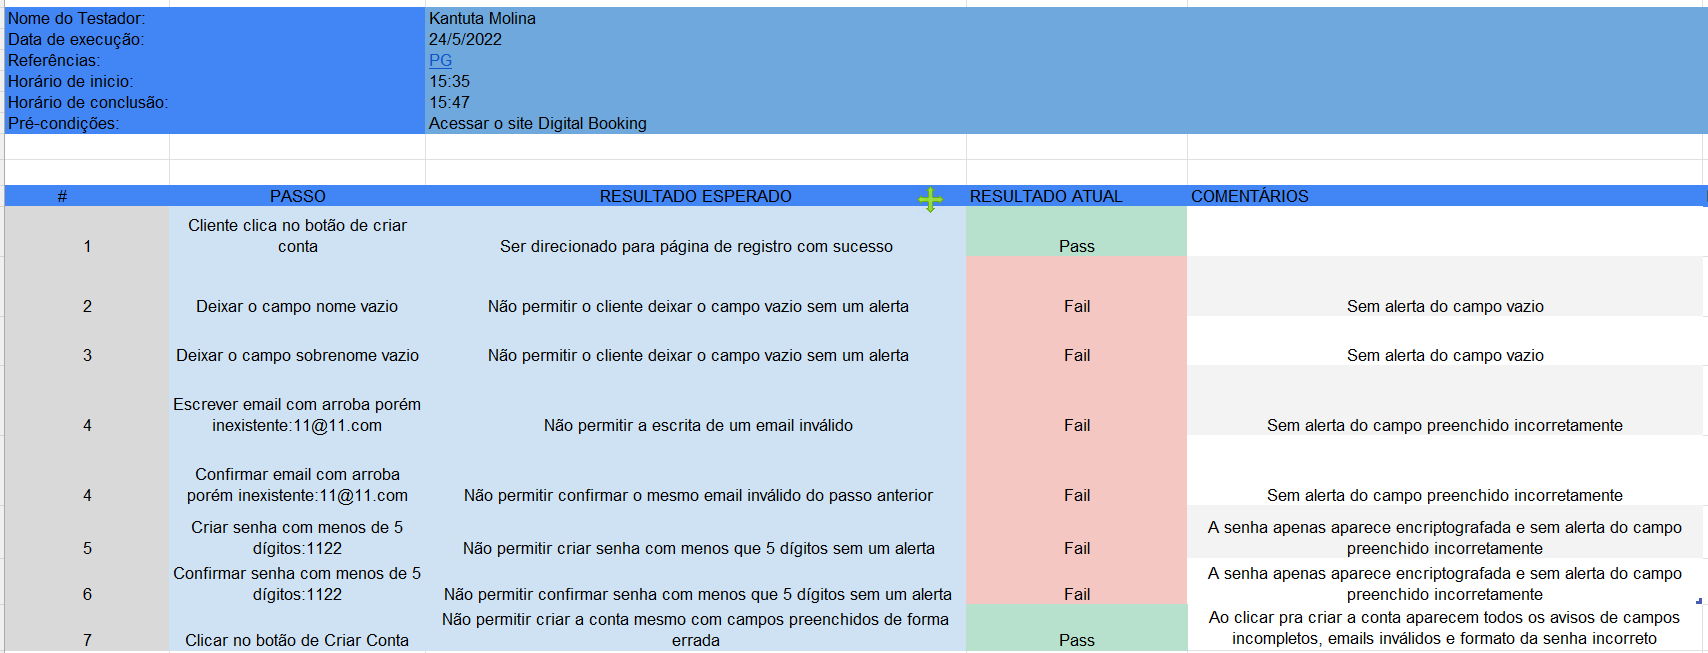 Nome do Testador: Kantuta Molina
Data de execução: 24/5/2022
Referências: PG
Horário de inicio: 15:35
Horário de conclusão: 15:47
Pré-condições: Acessar o site Digital Booking
# PASSO RESULTADO ESPERADO RESULTADO ATUAL COMENTÁRIOS
Cliente clica no botão de criar
1 conta Ser direcionado para página de registro com sucesso Pass
2 Deixar o campo nome vazio Não permitir o cliente deixar o campo vazio sem um alerta Fail Sem alerta do campo vazio
3 Deixar o campo sobrenome vazio Não permitir o cliente deixar o campo vazio sem um alerta Fail Sem alerta do campo vazio
Escrever email com arroba porém
4 inexistente:11@11.com Não permitir a escrita de um email inválido Fail Sem alerta do campo preenchido incorretamente
Confirmar email com arroba
4 porém inexistente:11@11.com Não permitir confirmar o mesmo email inválido do passo anterior Fail Sem alerta do campo preenchido incorretamente
Criar senha com menos de 5 A senha apenas aparece encriptografada e sem alerta do campo
5 dígitos:1122 Não permitir criar senha com menos que 5 dígitos sem um alerta Fail preenchido incorretamente
Confirmar senha com menos de 5 A senha apenas aparece encriptografada e sem alerta do campo
6 dígitos:1122 Não permitir confirmar senha com menos que 5 dígitos sem um alerta Fail preenchido incorretamente
Não permitir criar a conta mesmo com campos preenchidos de forma Ao clicar pra criar a conta aparecem todos os avisos de campos
7 Clicar no botão de Criar Conta errada Pass incompletos, emails inválidos e formato da senha incorreto